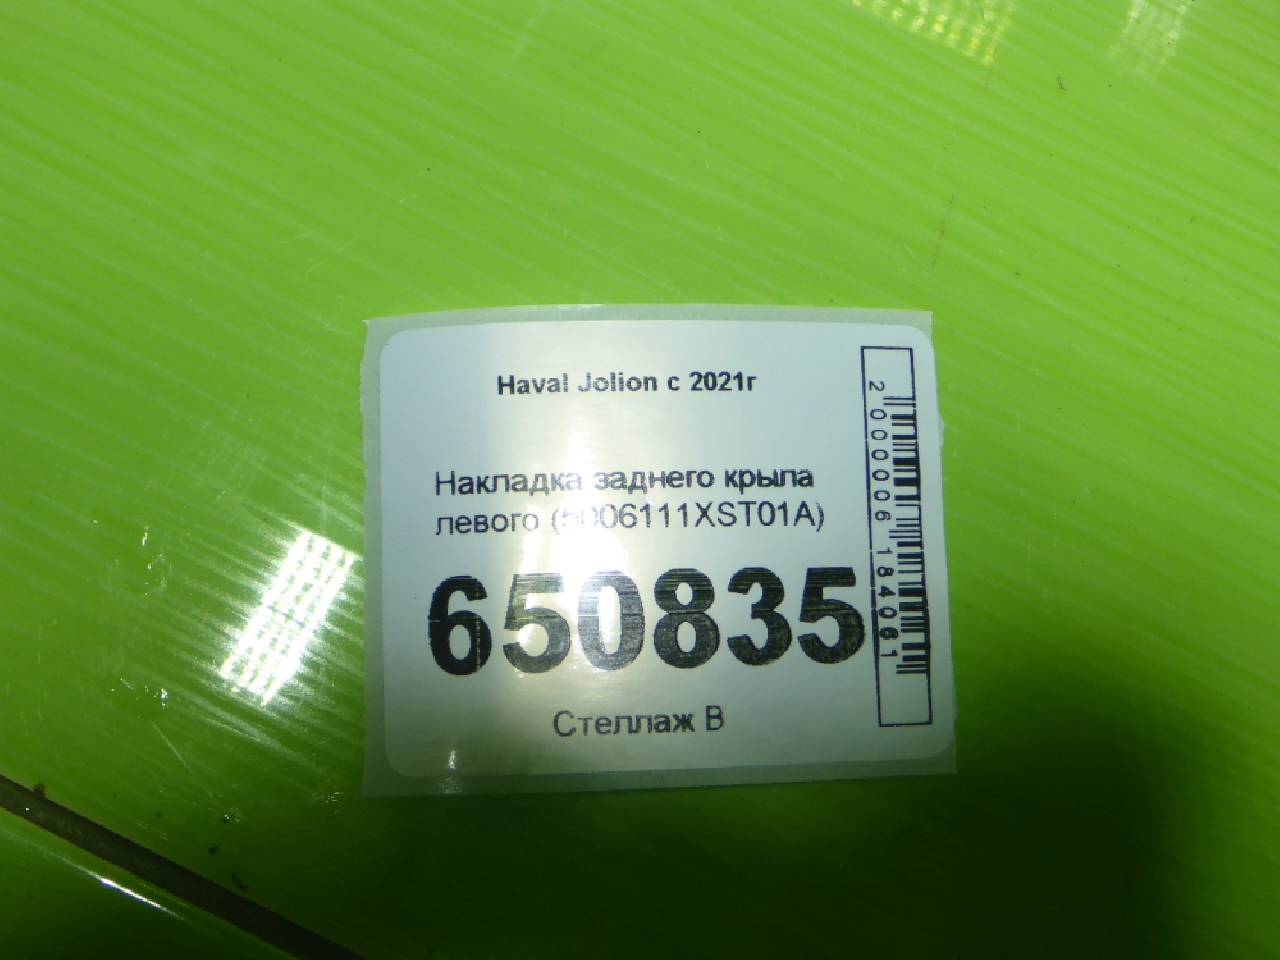 Haval Jolion с 2021г
Накладка заднего крыла
левого (5006111XST01A)
650835
Стеллаж В
2000006184061